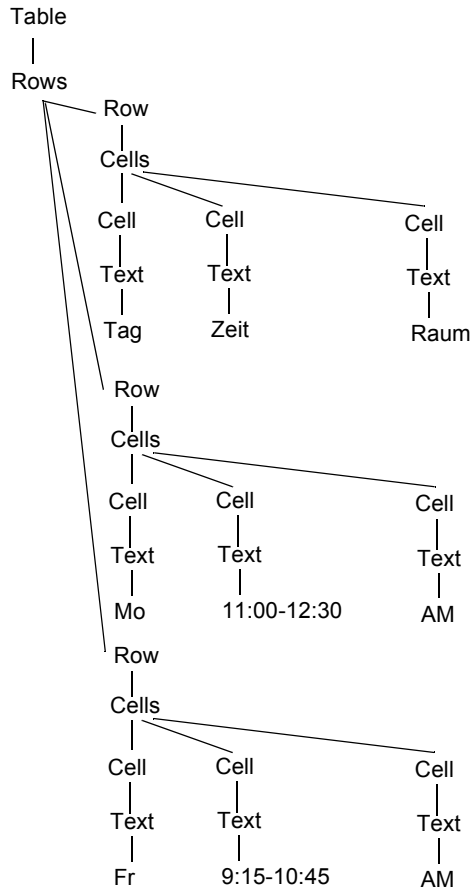 Table
Rows
Row
Cells
Cell Cell Cell
Text Text Text
Tag Zeit Raum
Row
Cells
Cell Cell Cell
Text Text Text
Mo 11:00-12:30 AM
Row
Cells
Cell Cell Cell
Text Text Text
Fr 9:15-10:45 AM